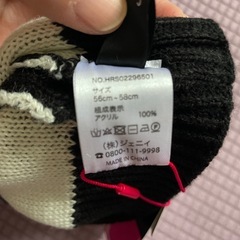 NO.HRS02296501
サイズ
56cm - 58cm
組成表示
アクリル 100%
(株)ジェニィ
☎0800-111-9998
MADE IN CHINA